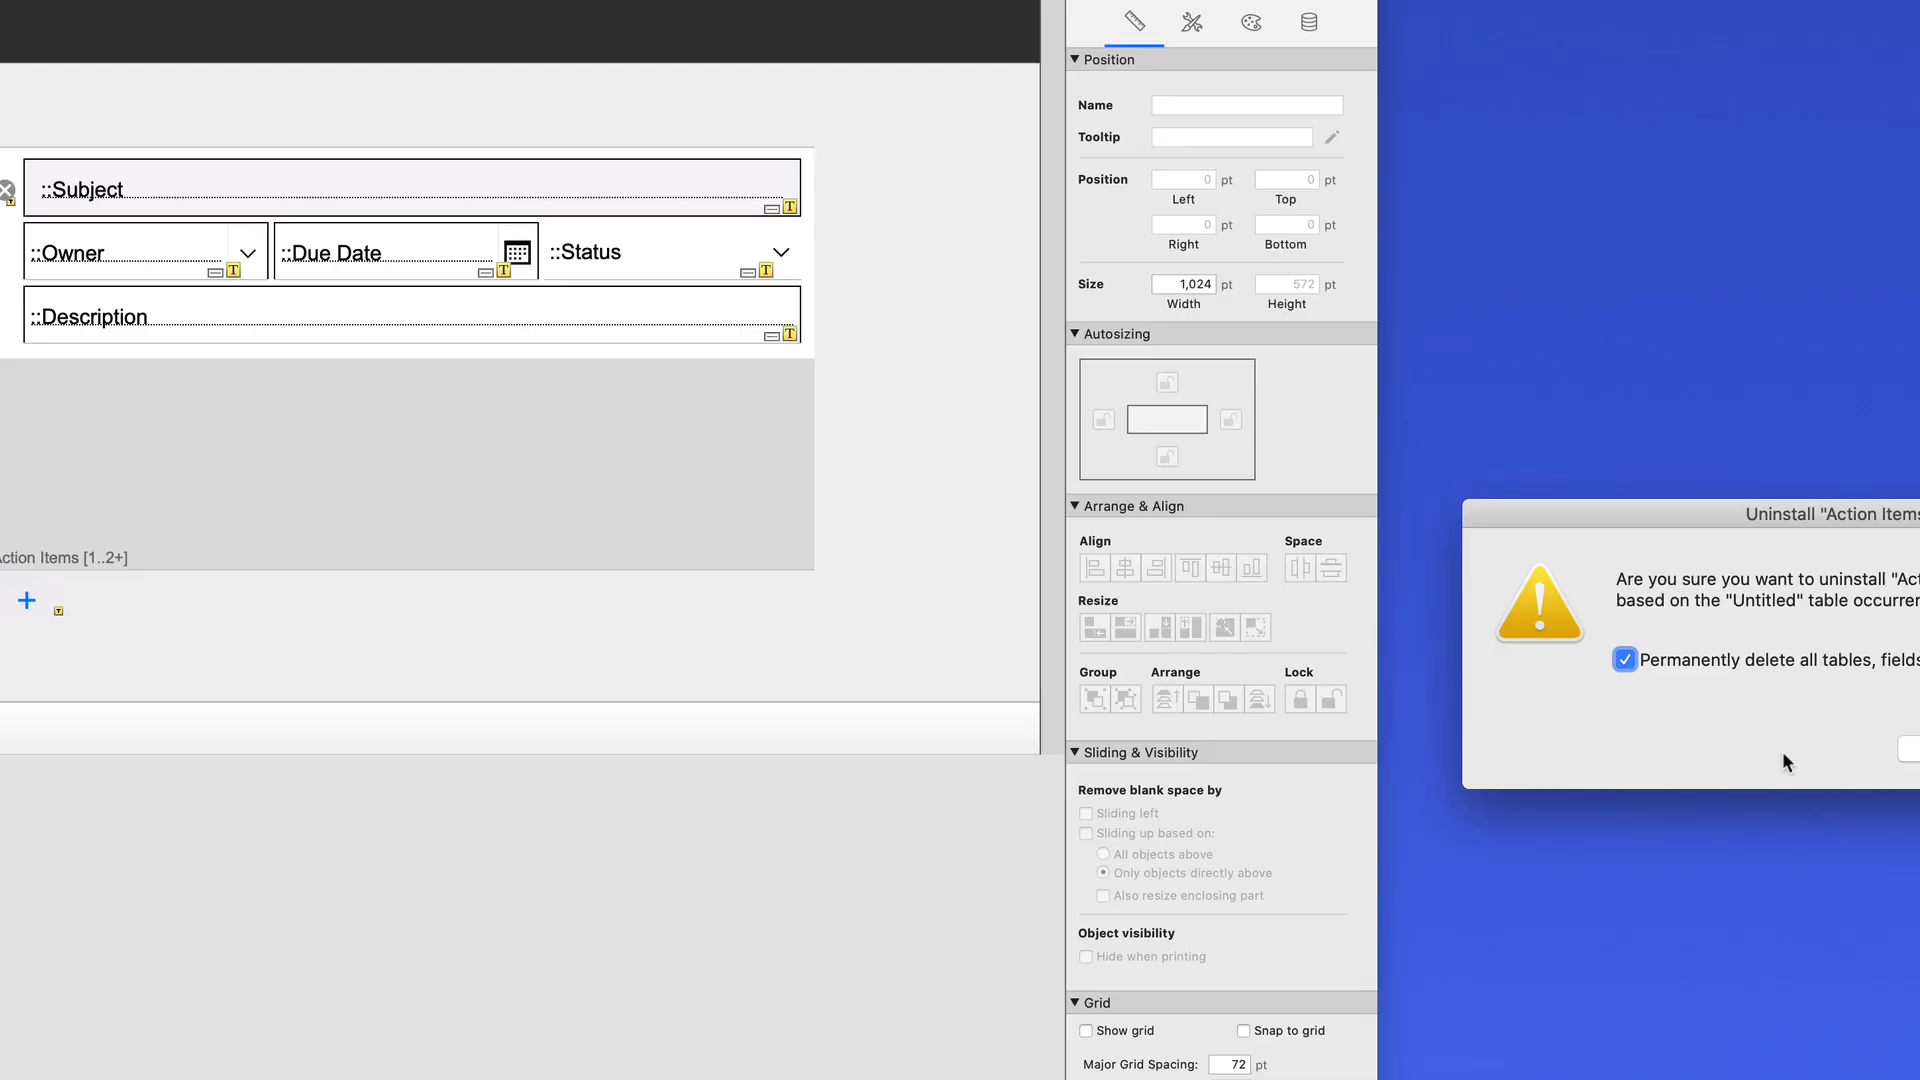 ::Subject
T
::Owner
T
::Due Date
T
::Status
T
::Description
T
ction Items [1..2+]
+
T
Position
Name
Tooltip
Position
0 pt
0 pt
Left
Top
0 pt
0 pt
Right
Bottom
Size
1,024 pt
572 pt
Width
Height
Autosizing
Arrange & Align
Align
Space
Resize
Group
Arrange
Lock
Sliding & Visibility
Remove blank space by
Sliding left
Sliding up based on:
All objects above
Only objects directly above
Also resize enclosing part
Object visibility
Hide when printing
Grid
Show grid
Snap to grid
Major Grid Spacing: 72 pt
Uninstall "Action Items
Are you sure you want to uninstall "Act
based on the "Untitled" table occurren
Permanently delete all tables, fields